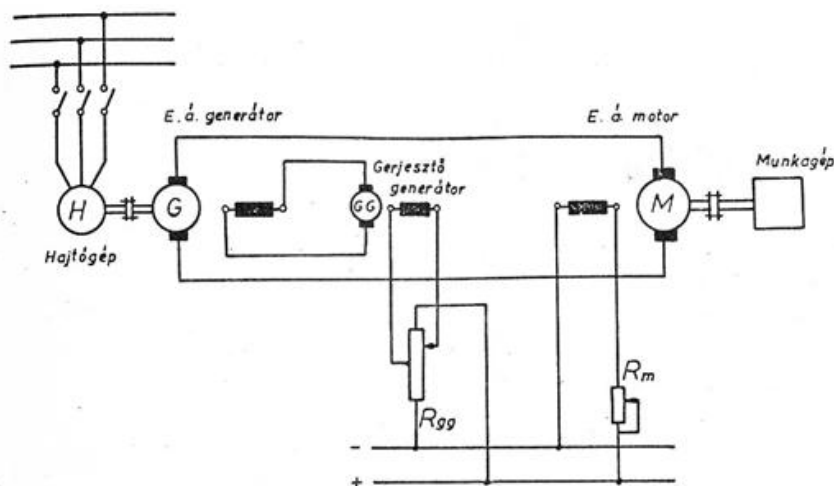 E.á. generátor
E.á. motor
Munkagép
Gerjesztő
generátor
H
G
GG
M
Hajtógép
Rm
Rgg
-
+